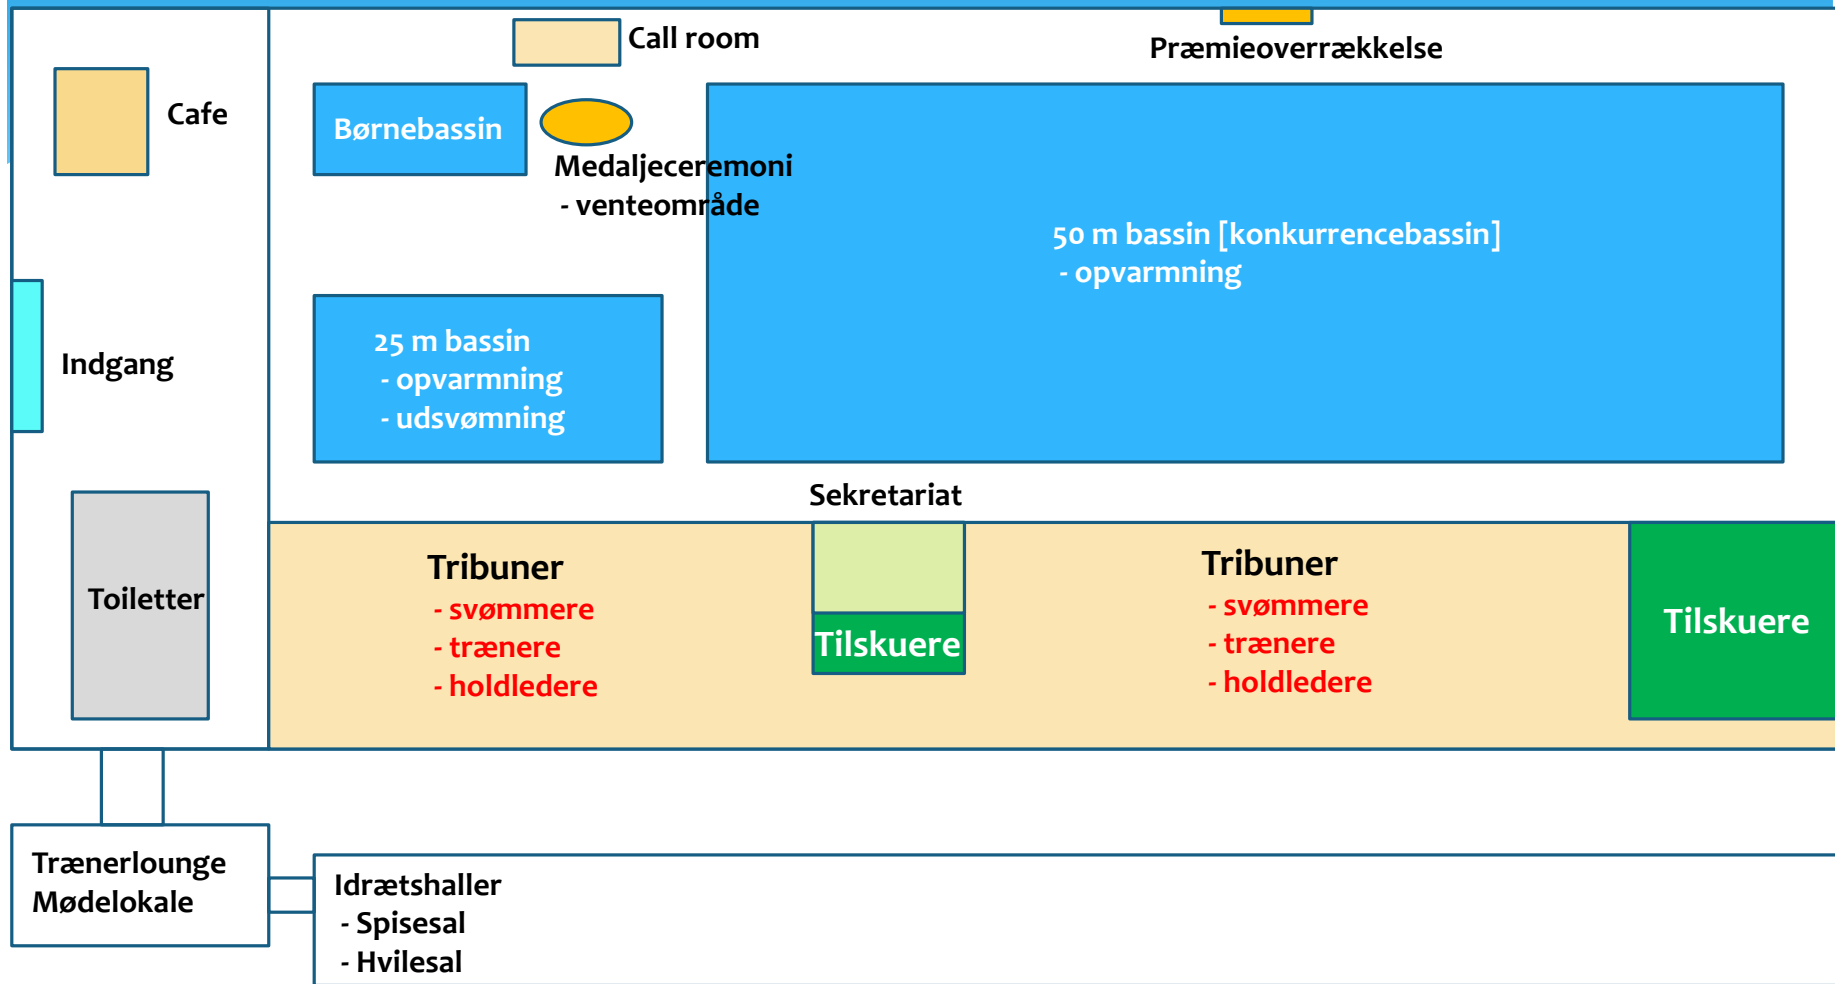 Call room
Præmieoverrækkelse
Cafe
Børnebassin
Medaljeceremoni
- venteområde
50 m bassin [konkurrencebassin]
- opvarmning
25 m bassin
- opvarmning
- udsvømning
Indgang
Sekretariat
Toiletter
Tribuner
- svømmere
- trænere
- holdledere
Tilskuere
Tribuner
- svømmere
- trænere
- holdledere
Tilskuere
Trænerlounge
Mødelokale
Idrætshaller
- Spisesal
- Hvilesal